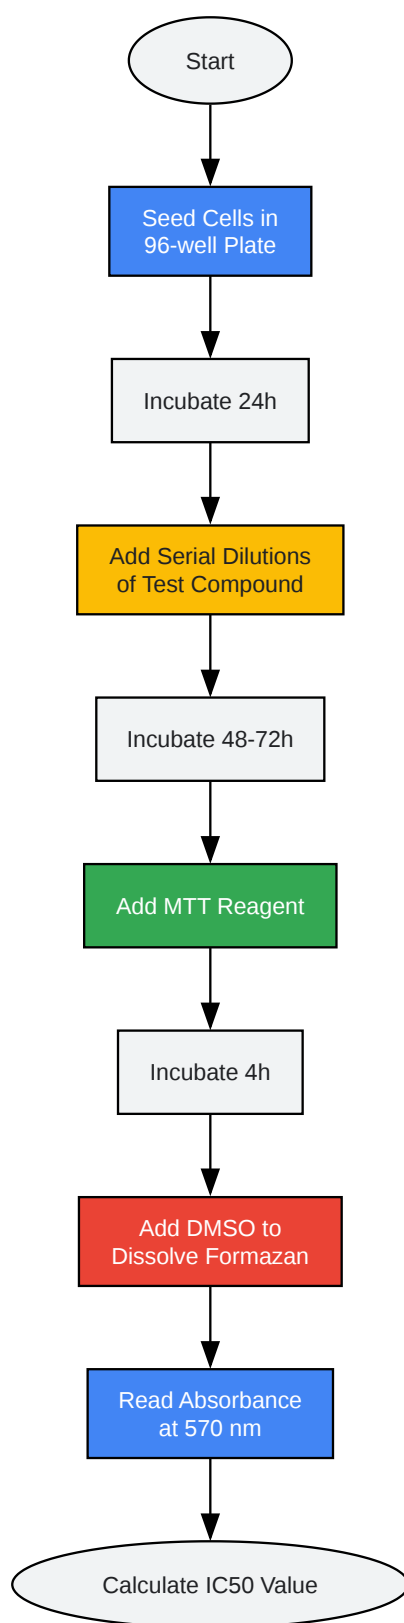 Start
Seed Cells in
96-well Plate
Incubate 24h
Add Serial Dilutions
of Test Compound
Incubate 48-72h
Add MTT Reagent
Incubate 4h
Add DMSO to
Dissolve Formazan
Read Absorbance
at 570 nm
Calculate IC50 Value